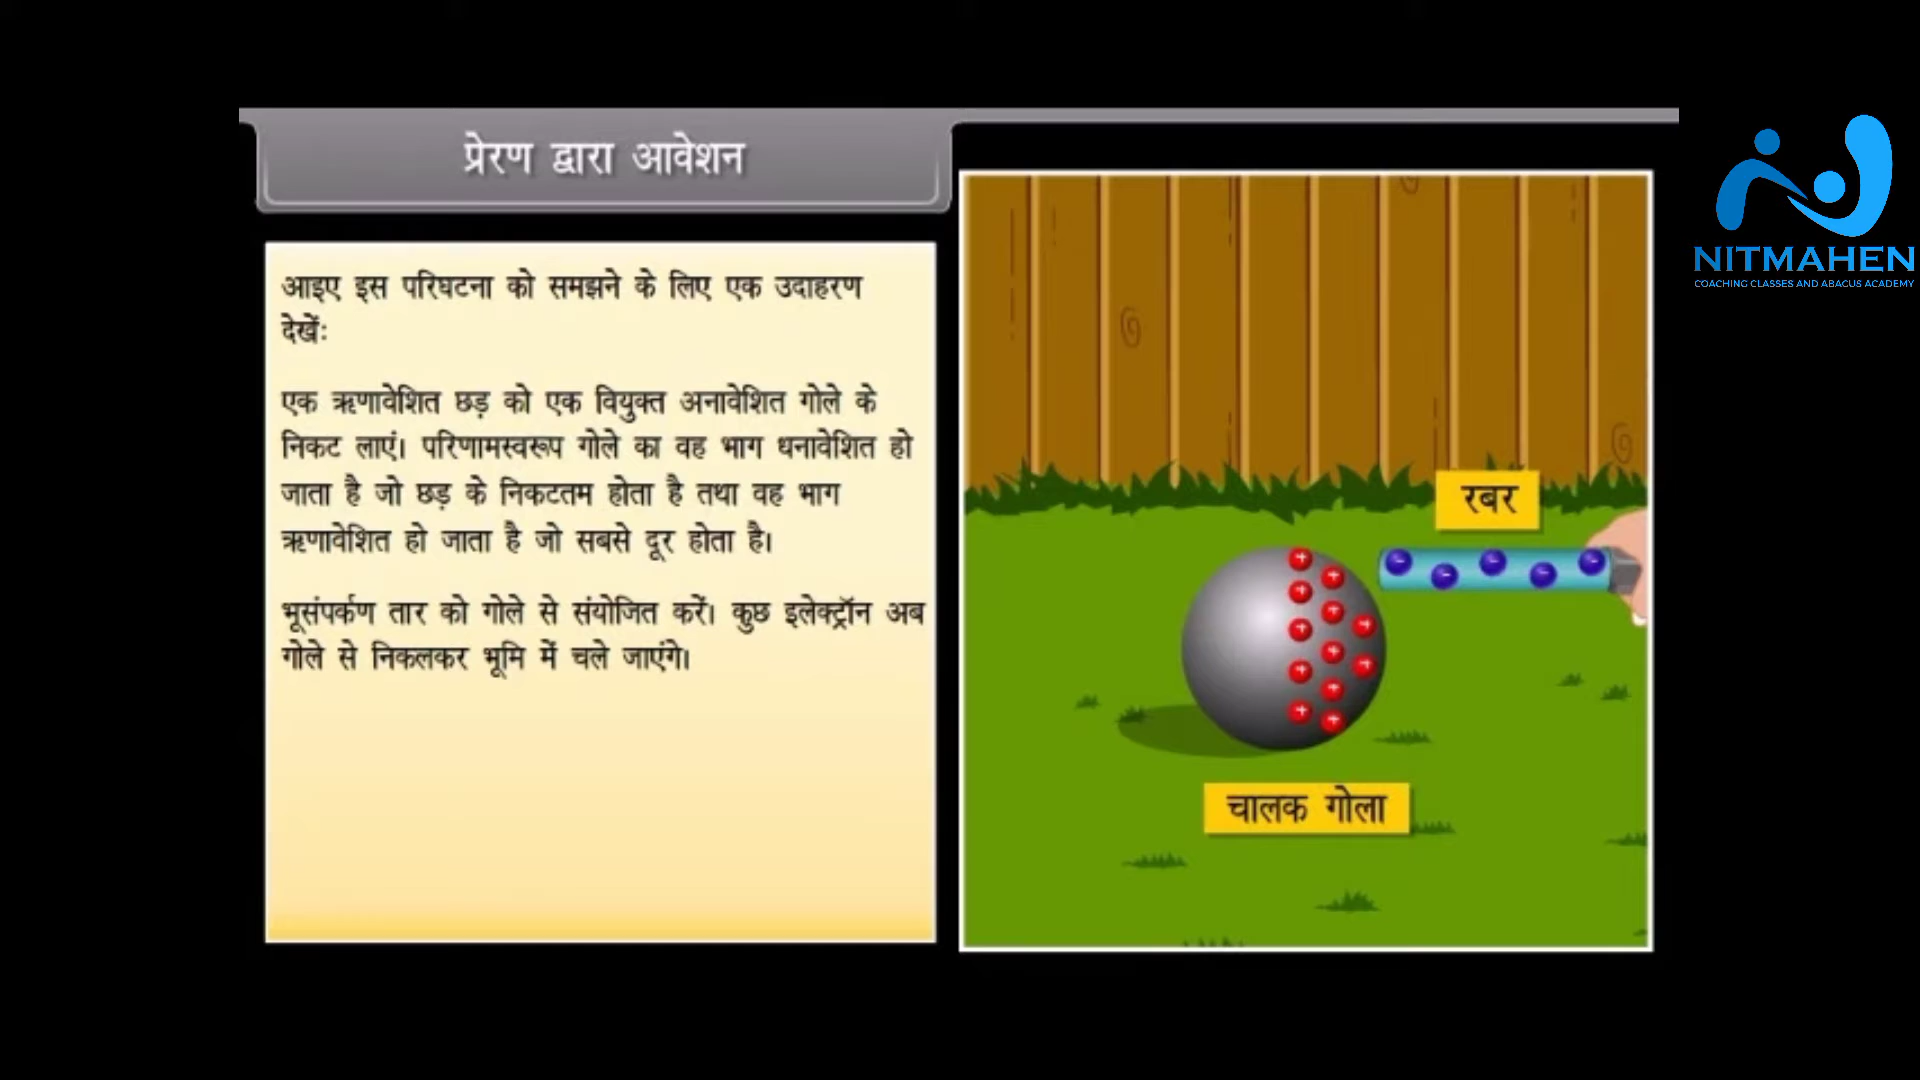 प्रेरण द्वारा आवेशन
आइए इस परिघटना को समझने के लिए एक उदाहरण
देखें:
एक ऋणावेशित छड़ को एक वियुक्त अनावेशित गोले के
निकट लाएं। परिणामस्वरूप गोले का वह भाग धनावेशित हो
जाता है जो छड़ के निकटतम होता है तथा वह भाग
ऋणावेशित हो जाता है जो सबसे दूर होता है।
भूसंपर्कण तार को गोले से संयोजित करें। कुछ इलेक्ट्रॉन अब
गोले से निकलकर भूमि में चले जाएंगे।
रबर
चालक गोला
NITMAHEN
COACHING CLASSES AND ABACUS ACADEMY